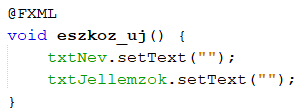 @FXML
void eszkoz_uj() {
    txtNev.setText("");
    txtJellemzok.setText("");
}